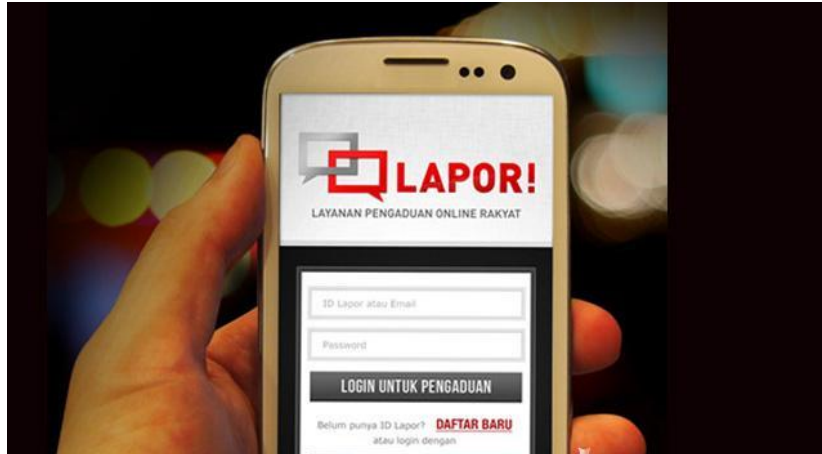 LAPOR!
LAYANAN PENGADUAN ONLINE RAKYAT
ID Lapor atau Email
Password
LOGIN UNTUK PENGADUAN
Belum punya ID Lapor? DAFTAR BARU
atau login dengan